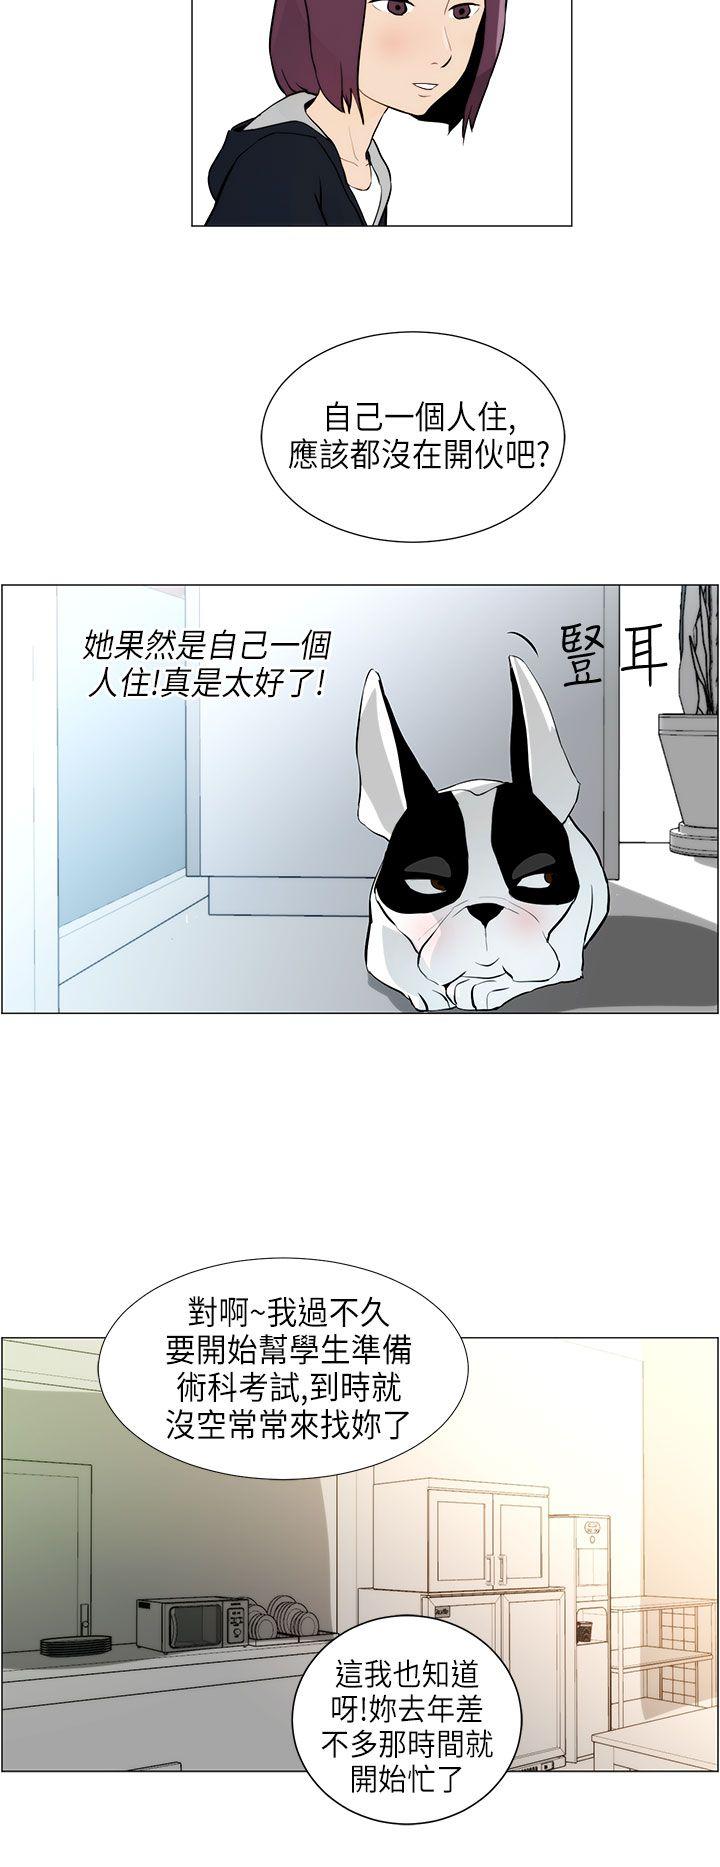 自己一個人住,
應該都沒在開伙吧?
她果然是自己一個
人住!真是太好了!
豎耳
對啊~我過不久
要開始幫學生準備
術科考試,到時就
沒空常常來找妳了
這我也知道
呀!妳去年差
不多那時間就
開始忙了